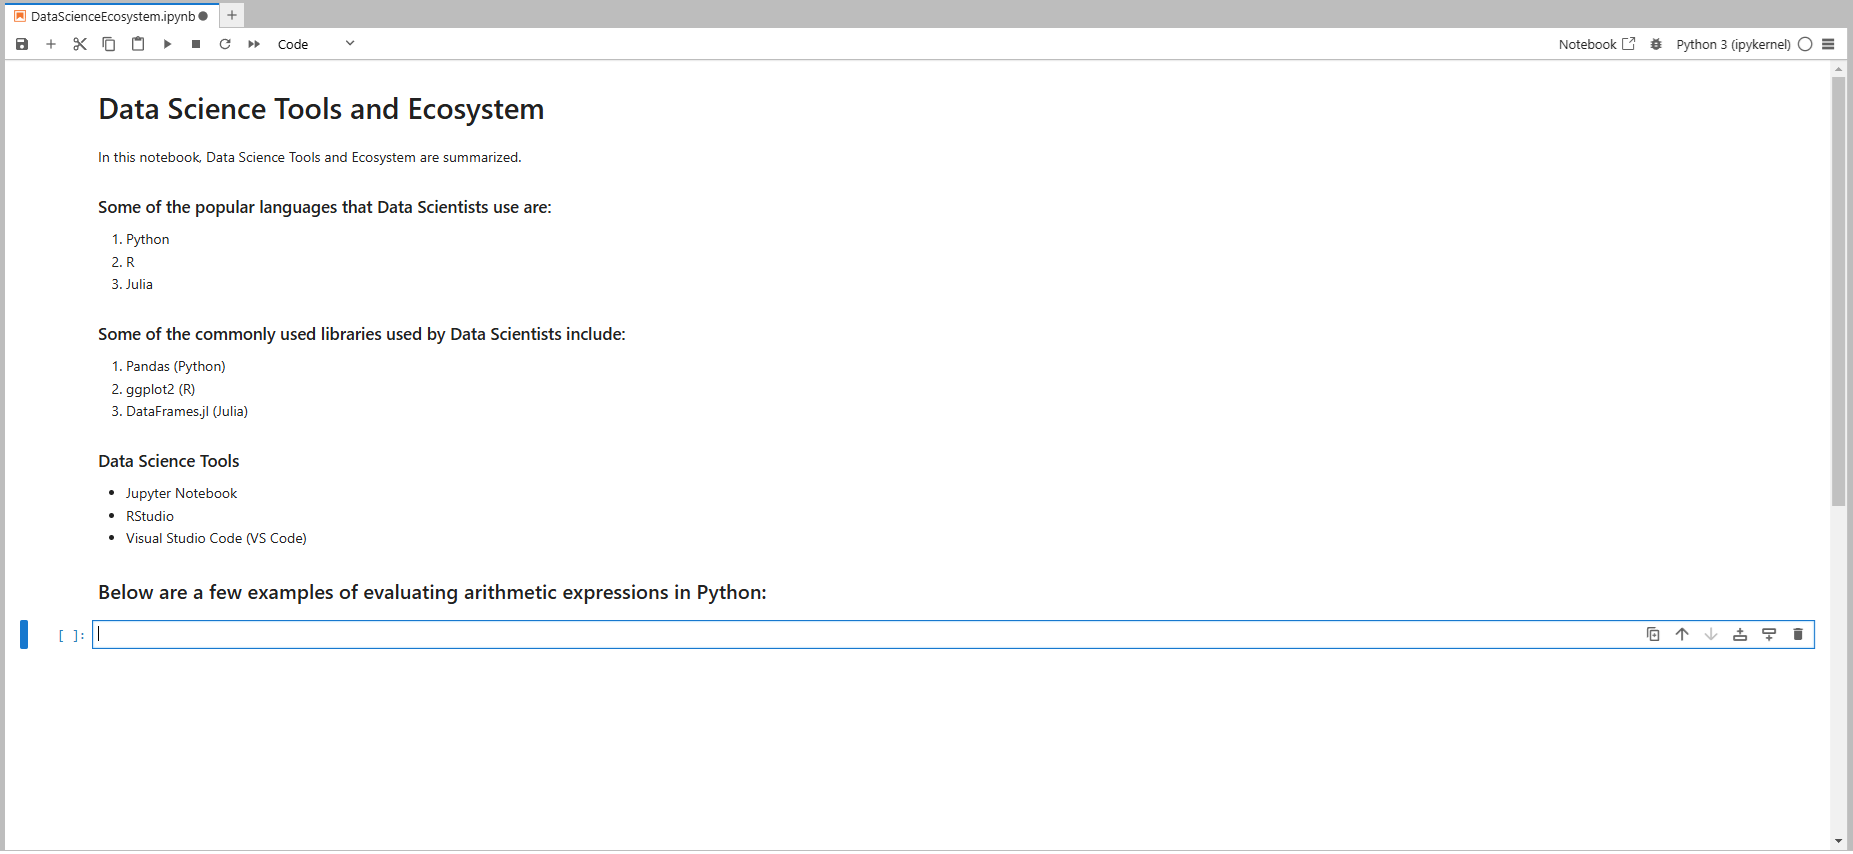 DataScienceEcosystem.ipynb
Code
Notebook
Python 3 (ipykernel)
Data Science Tools and Ecosystem
In this notebook, Data Science Tools and Ecosystem are summarized.
Some of the popular languages that Data Scientists use are:
1. Python
2. R
3. Julia
Some of the commonly used libraries used by Data Scientists include:
1. Pandas (Python)
2. ggplot2 (R)
3. DataFrames.jl (Julia)
Data Science Tools
• Jupyter Notebook
• RStudio
• Visual Studio Code (VS Code)
Below are a few examples of evaluating arithmetic expressions in Python:
[ ]: